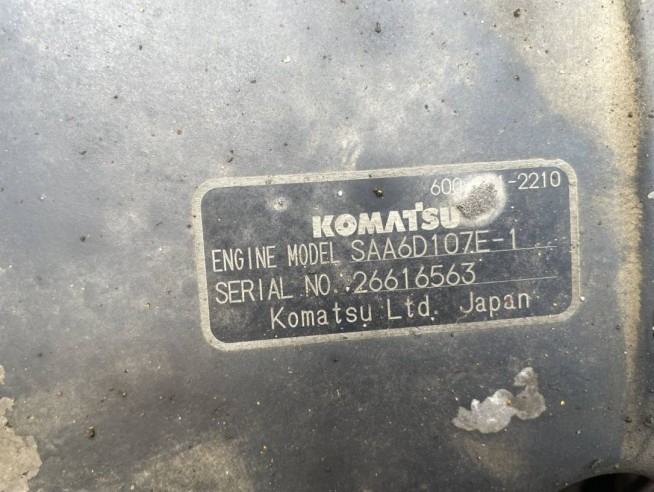 KOMATSU
ENGINE MODEL SAA6D107E-1
SERIAL NO. 26616563
Komatsu Ltd. Japan